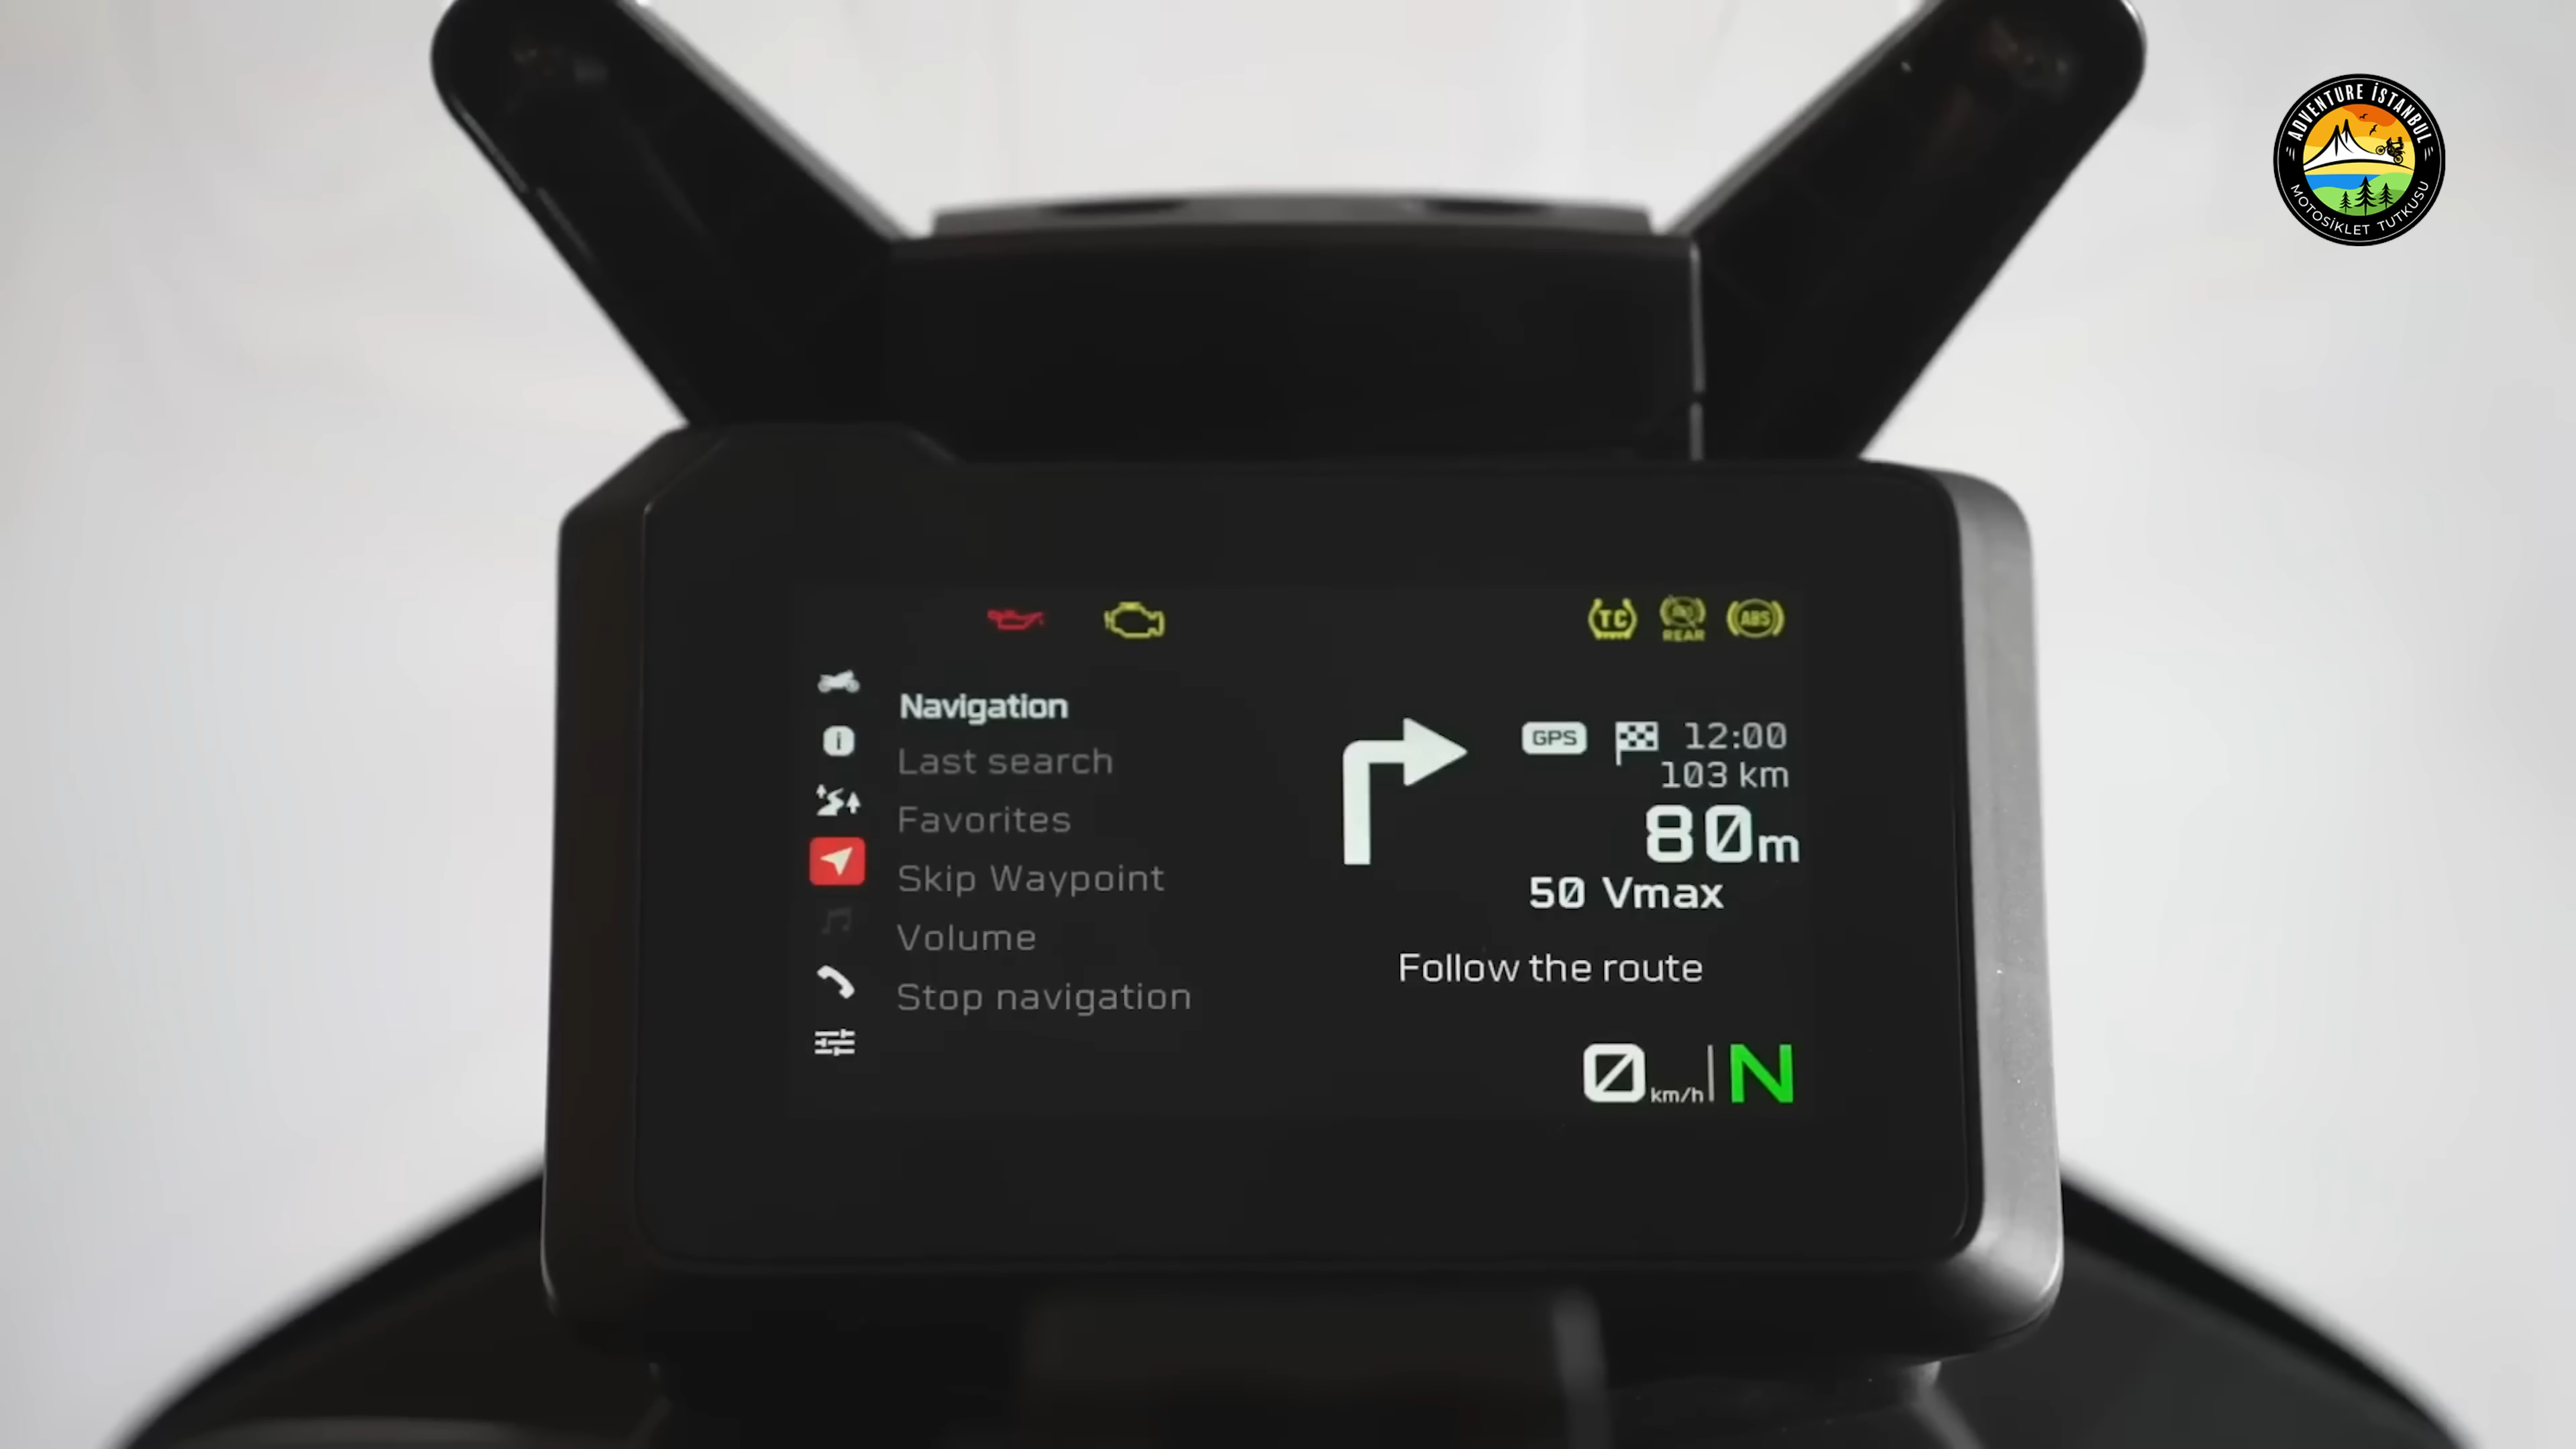 ADVENTURE İSTANBUL
MOTOSİKLET TUTKUSU
TC
REAR
ABS
Navigation
Last search
Favorites
Skip Waypoint
Volume
Stop navigation
GPS
12:00
103 km
80m
50 Vmax
Follow the route
0 km/h
N